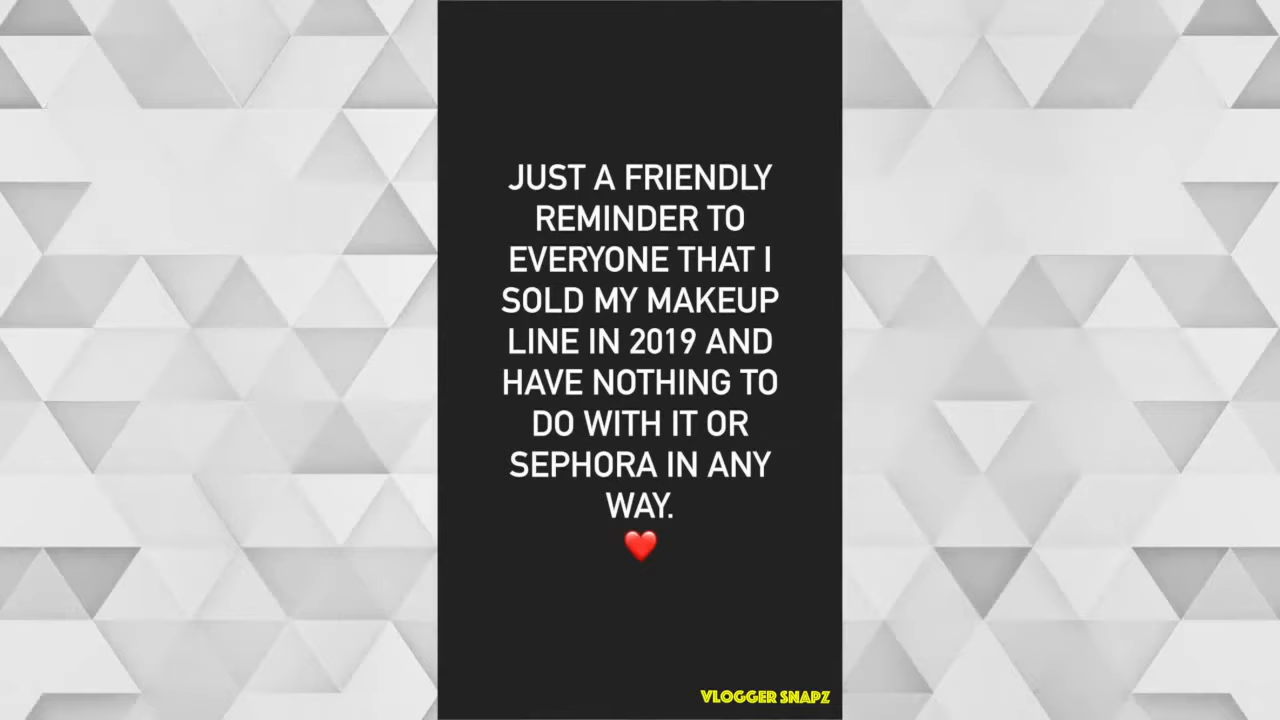 JUST A FRIENDLY
REMINDER TO
EVERYONE THAT I
SOLD MY MAKEUP
LINE IN 2019 AND
HAVE NOTHING TO
DO WITH IT OR
SEPHORA IN ANY
WAY.
❤️
VLOGGER SNAPZ